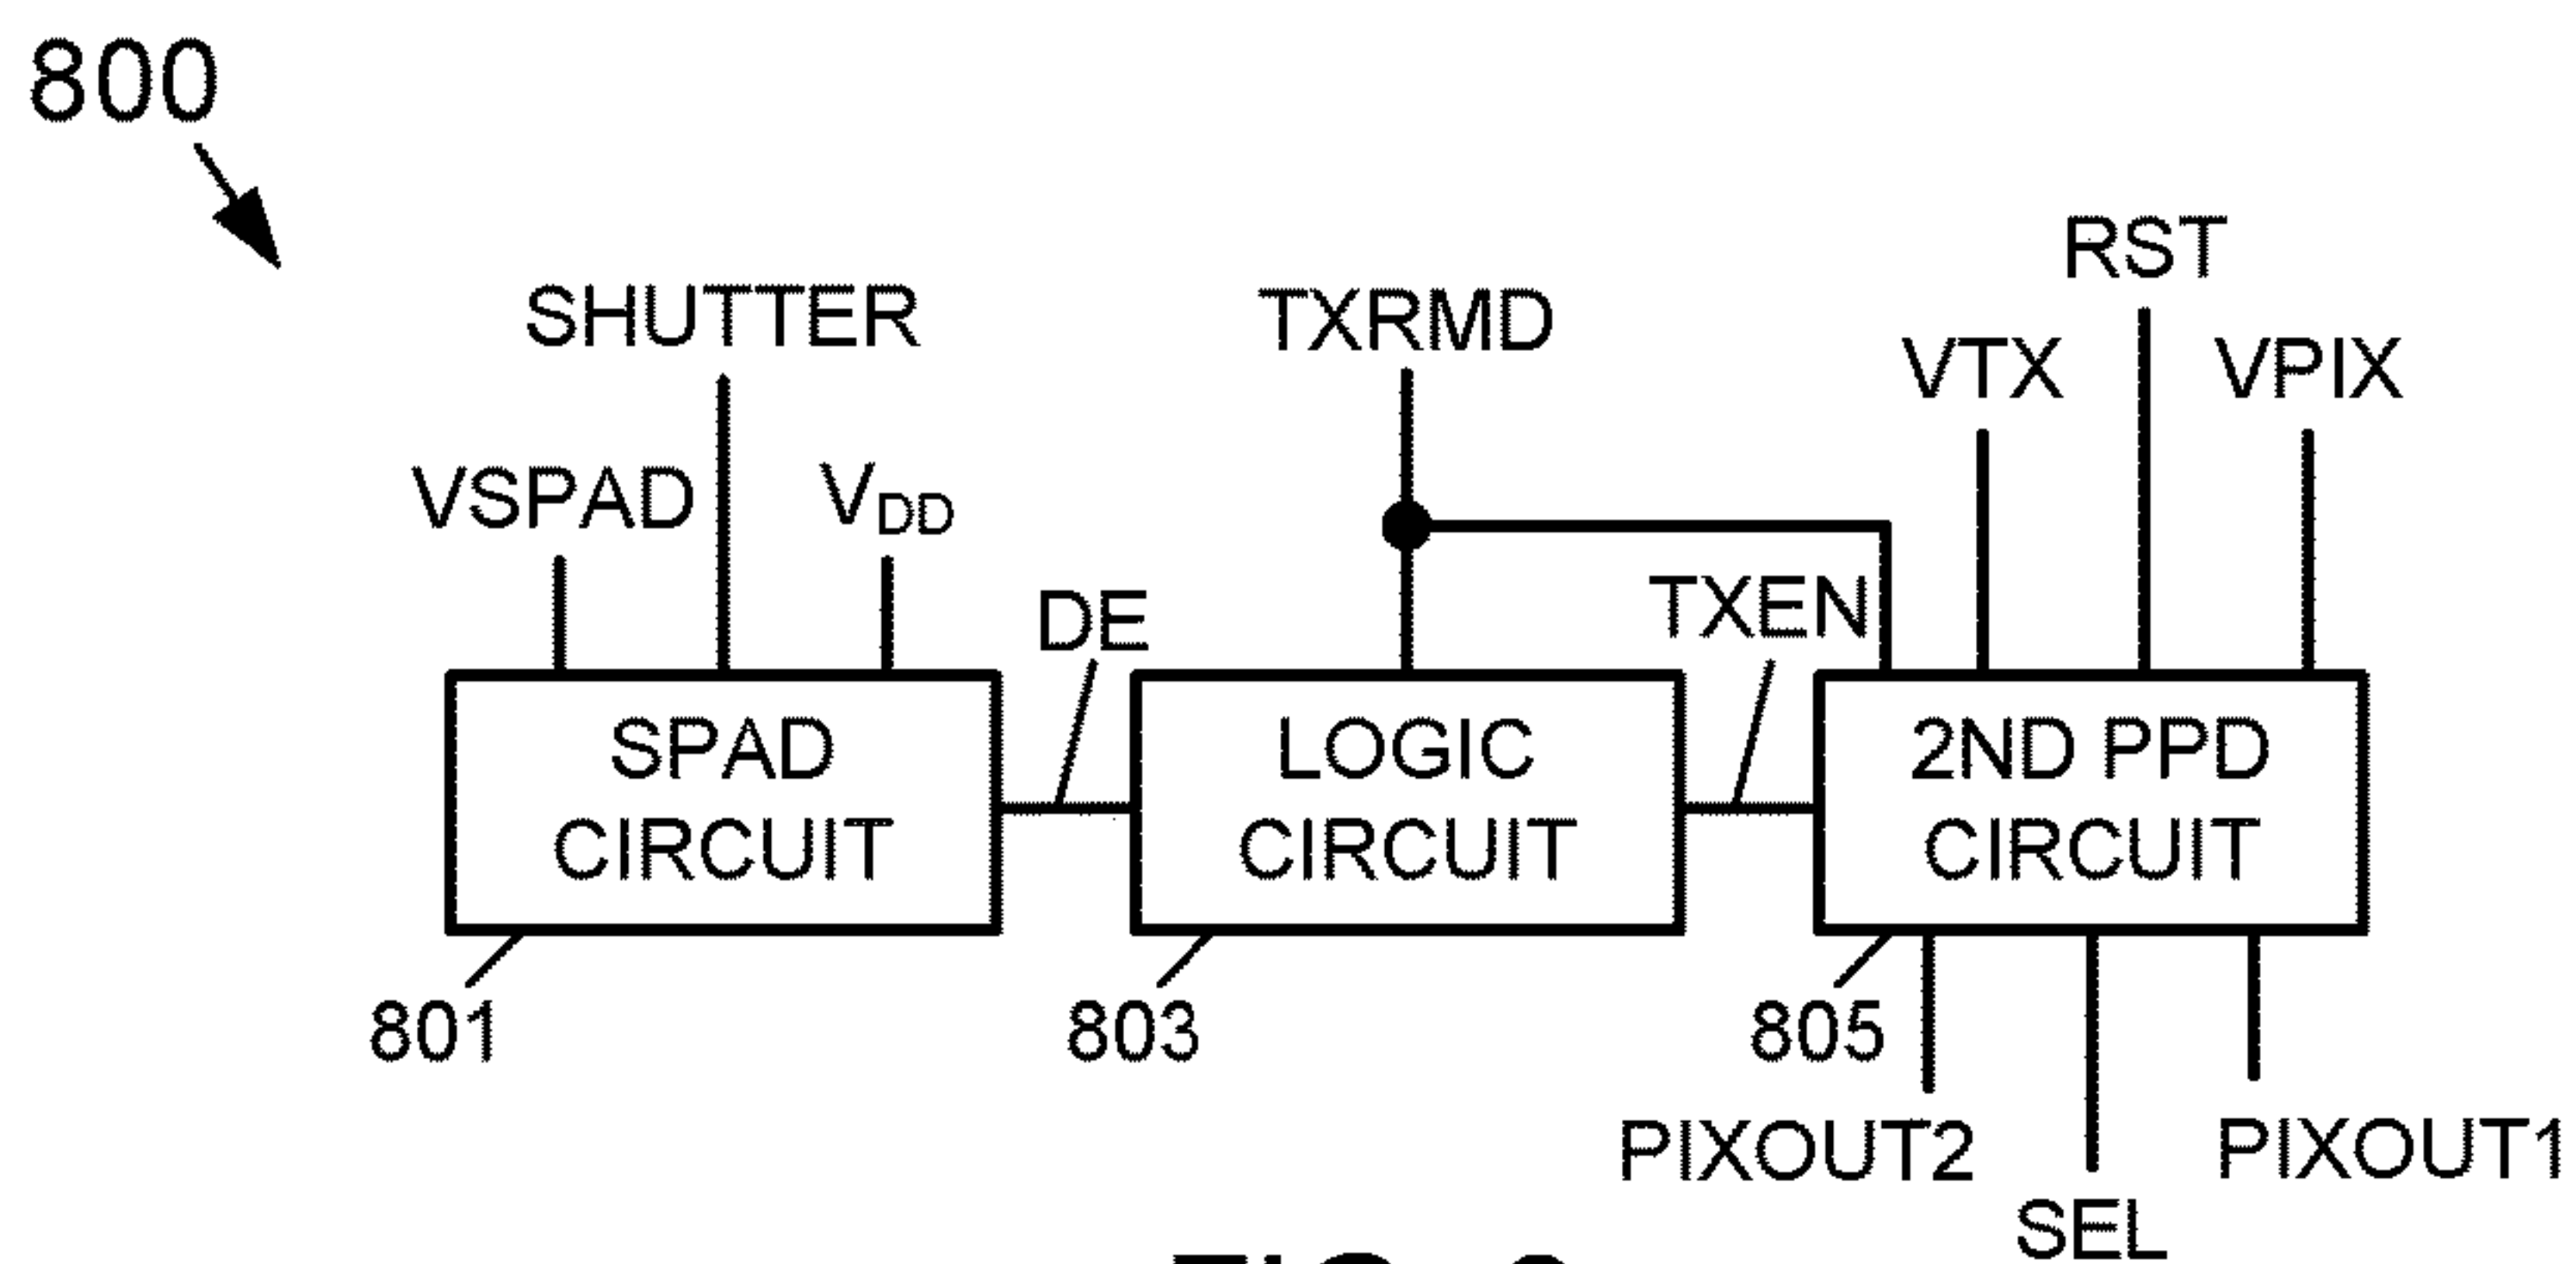 800
SHUTTER
TXRMD
RST
VTX
VPIX
VSPAD
VDD
DE
TXEN
SPAD
CIRCUIT
LOGIC
CIRCUIT
2ND PPD
CIRCUIT
801
803
805
PIXOUT2
PIXOUT1
SEL